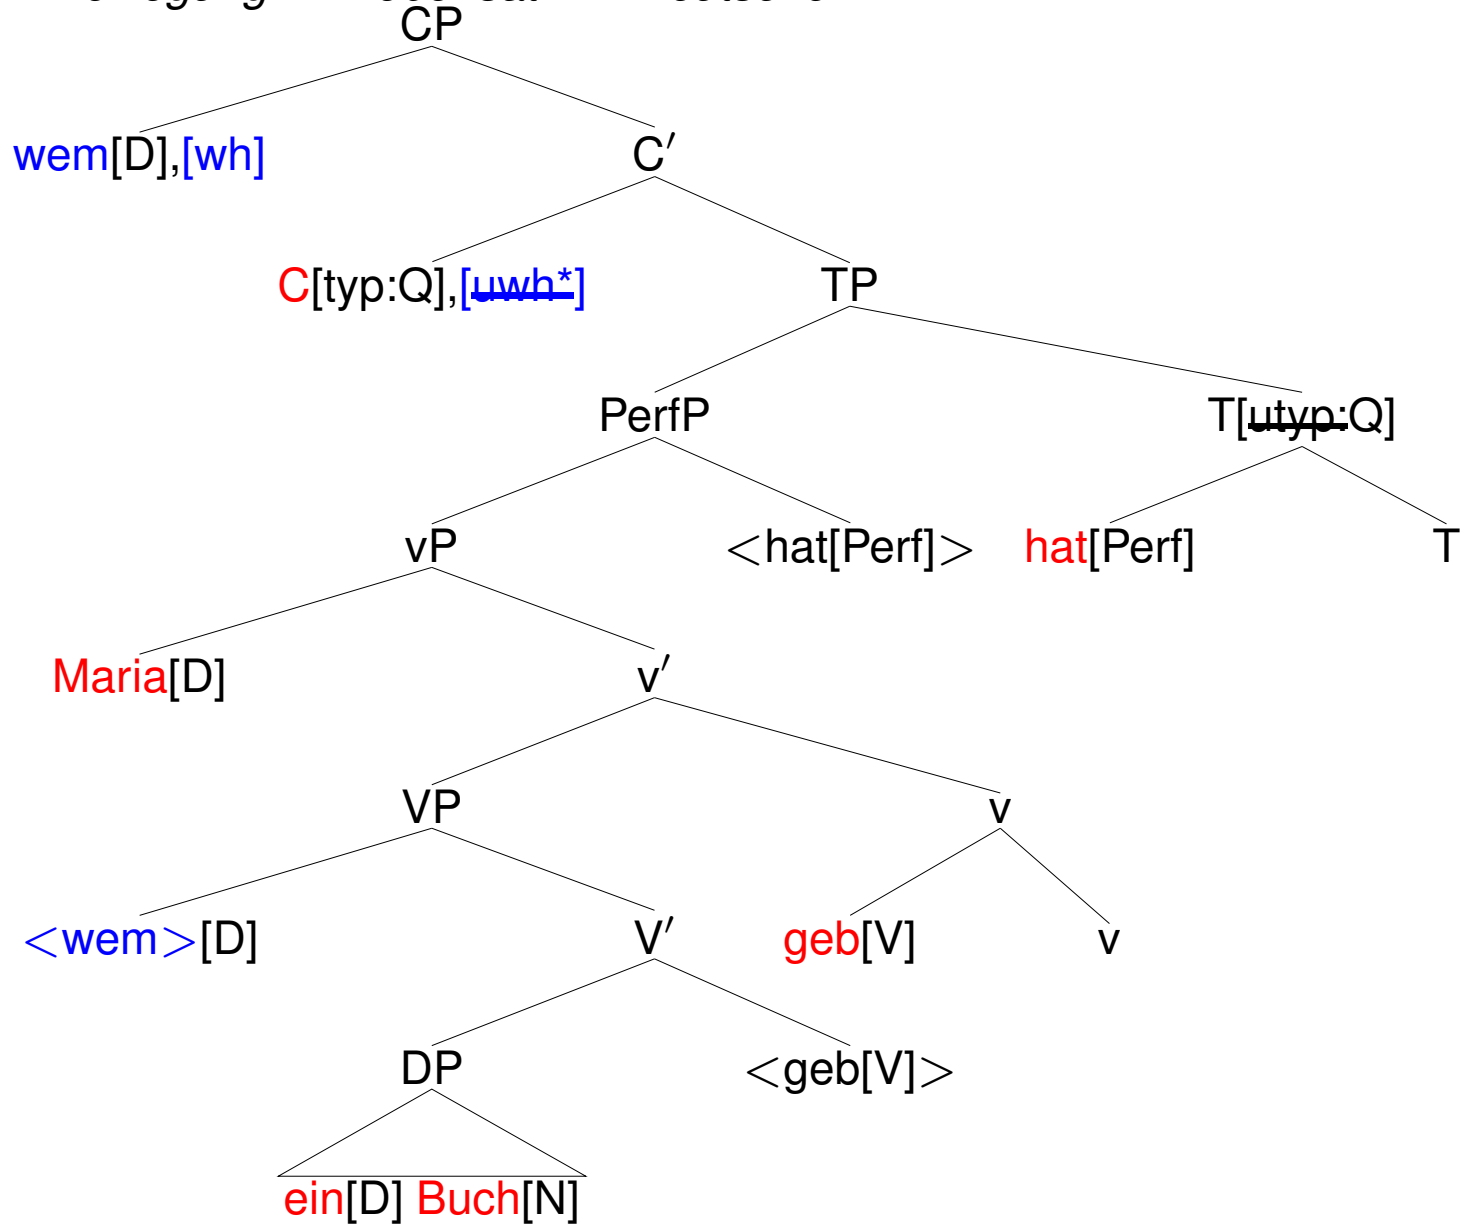 CP
wem[D],[wh] C′
C[typ:Q],[uwh*] TP
PerfP T[utyp:Q]
vP <hat[Perf]> hat[Perf] T
Maria[D] v′
VP v
<wem>[D] V′ geb[V] v
DP <geb[V]>
ein[D] Buch[N]